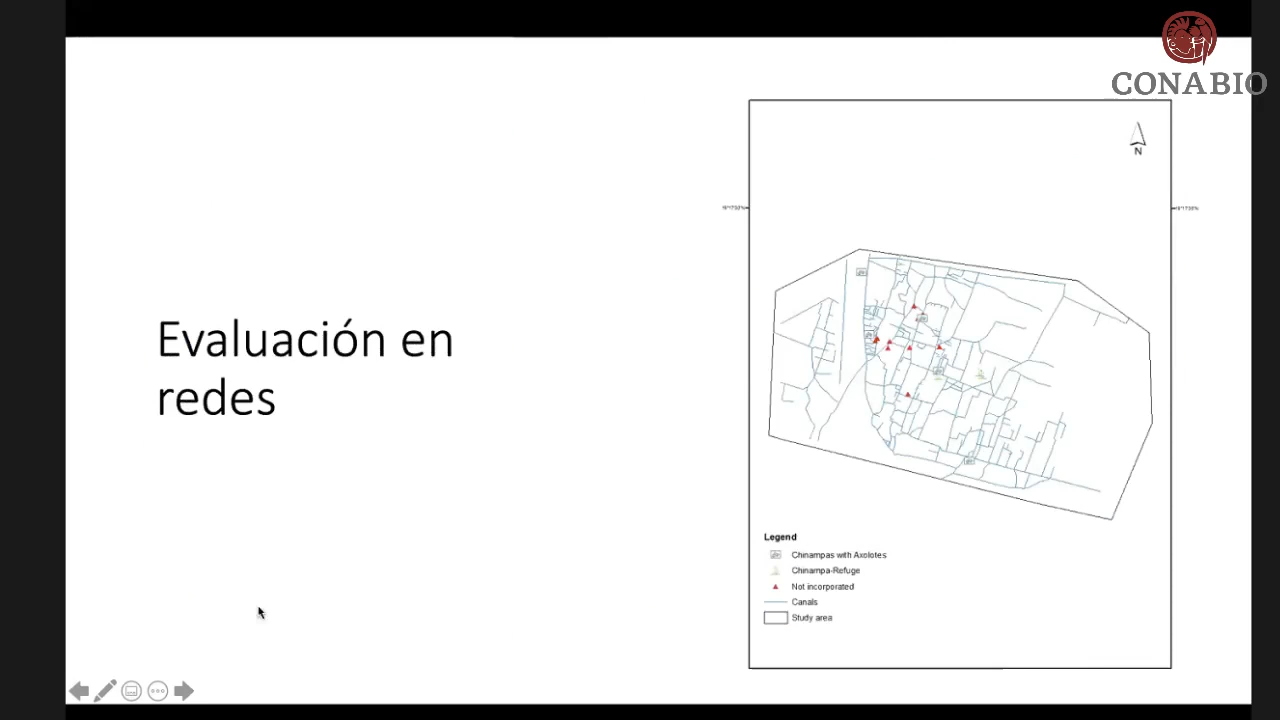 CONABIO
N
Evaluación en
redes
Legend
Chinampas with Axolotes
Chinampa-Refuge
Not incorporated
Canals
Study area